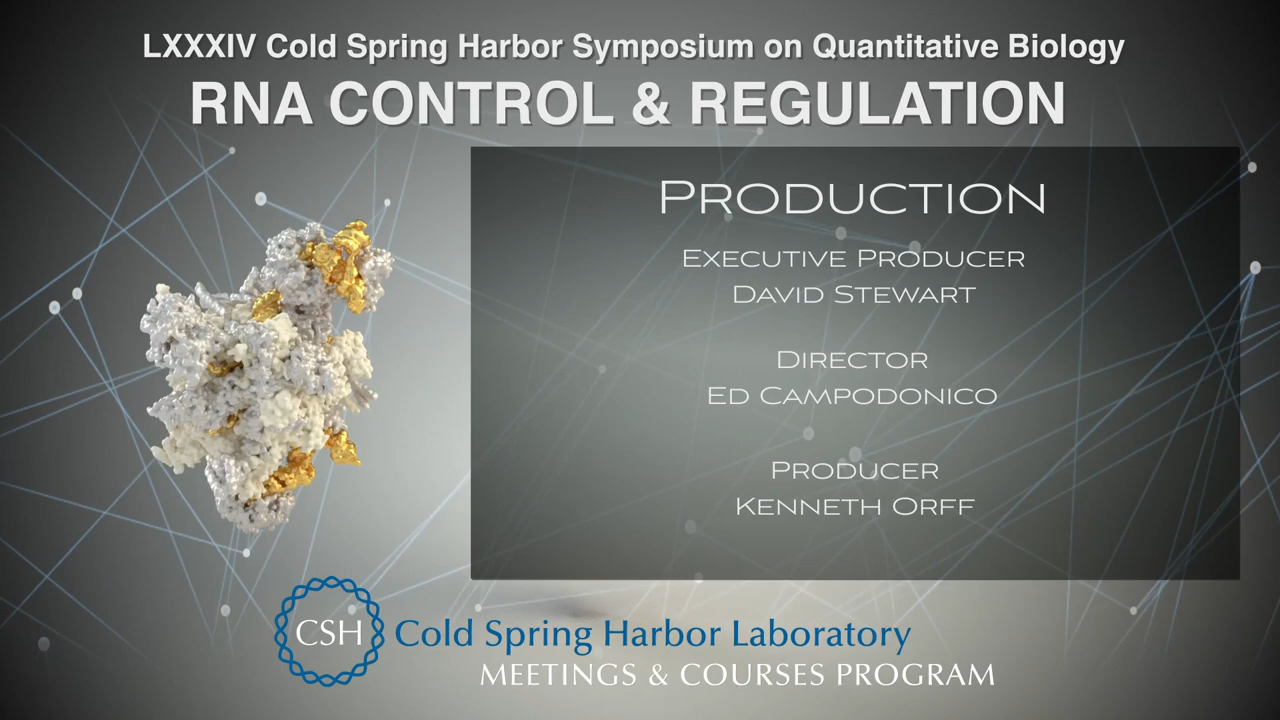 LXXXIV Cold Spring Harbor Symposium on Quantitative Biology
RNA CONTROL & REGULATION
PRODUCTION
EXECUTIVE PRODUCER
DAVID STEWART
DIRECTOR
ED CAMPODONICO
PRODUCER
KENNETH ORFF
CSH Cold Spring Harbor Laboratory
MEETINGS & COURSES PROGRAM